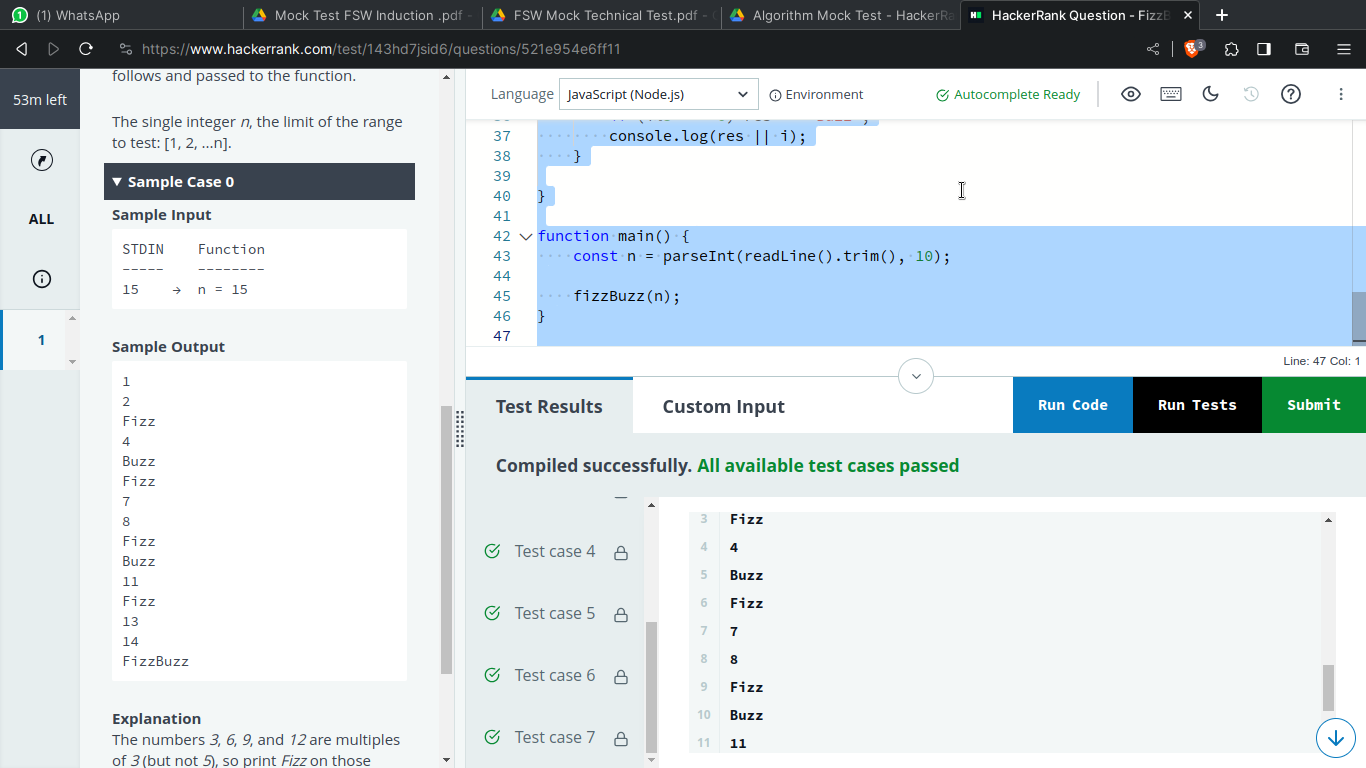 (1) WhatsApp
Mock Test FSW Induction .pdf -
FSW Mock Technical Test.pdf -
Algorithm Mock Test - HackerRa
HackerRank Question - FizzB
https://www.hackerrank.com/test/143hd7jsid6/questions/521e954e6ff11
3
53m left
ALL
1
follows and passed to the function.
The single integer n, the limit of the range
to test: [1, 2, ...n].
Sample Case 0
Sample Input
STDIN Function
----- --------
15 → n = 15
Sample Output
1
2
Fizz
4
Buzz
Fizz
7
8
Fizz
Buzz
11
Fizz
13
14
FizzBuzz
Explanation
The numbers 3, 6, 9, and 12 are multiples
of 3 (but not 5), so print Fizz on those
Language JavaScript (Node.js) Environment Autocomplete Ready
37 console.log(res || i);
38 }
39
40 }
41
42 function main() {
43 const n = parseInt(readLine().trim(), 10);
44
45 fizzBuzz(n);
46 }
47
Line: 47 Col: 1
Test Results Custom Input Run Code Run Tests Submit
Compiled successfully. All available test cases passed
Test case 4
Test case 5
Test case 6
Test case 7
3 Fizz
4 4
5 Buzz
6 Fizz
7 7
8 8
9 Fizz
10 Buzz
11 11